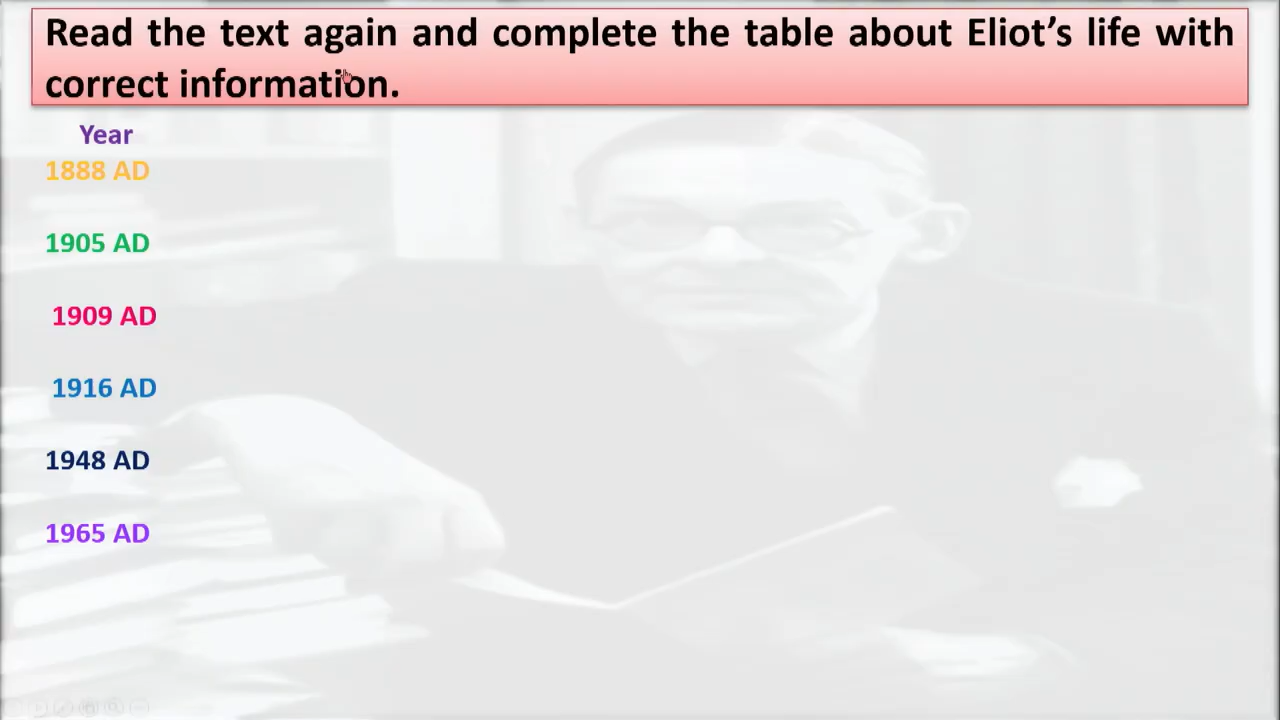 Read the text again and complete the table about Eliot’s life with
correct information.
Year
1888 AD
1905 AD
1909 AD
1916 AD
1948 AD
1965 AD